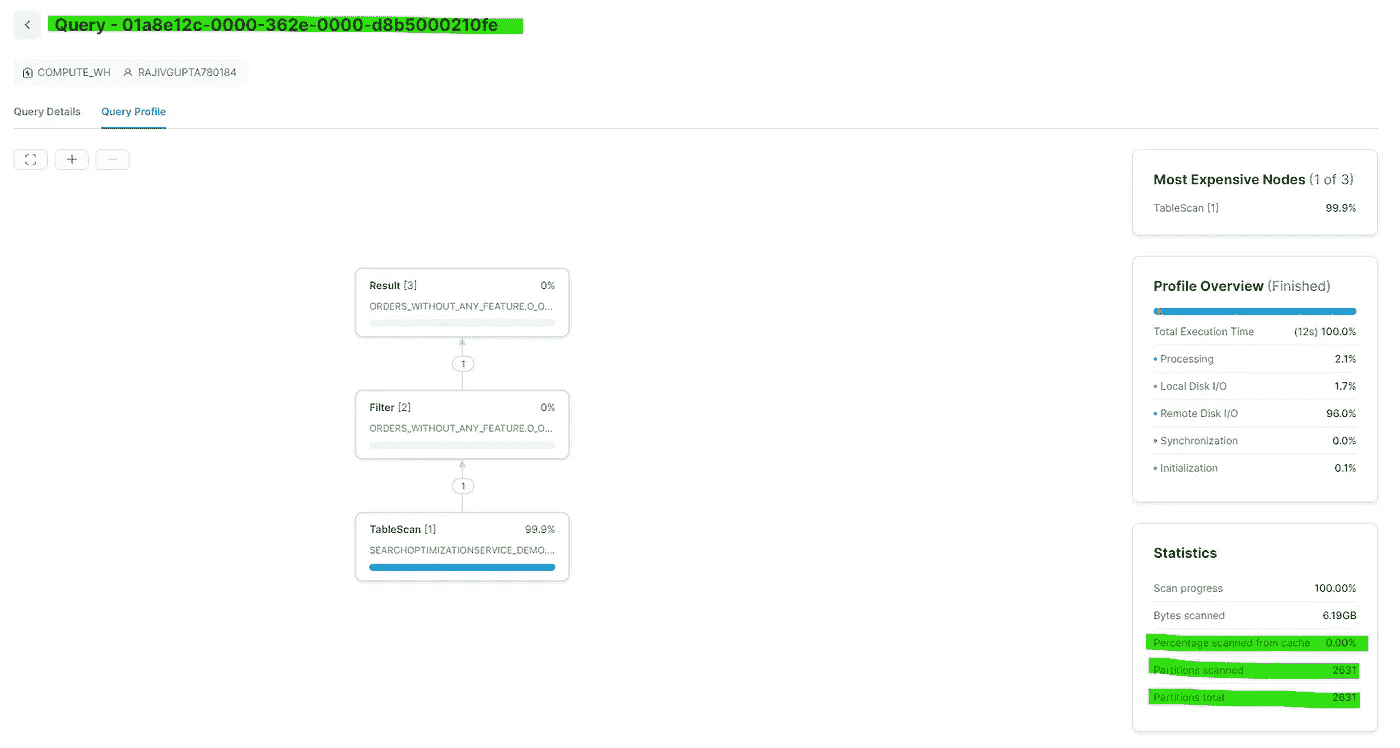 Query - 01a8e12c-0000-362e-0000-d8b5000210fe
COMPUTE_WH RAJIVGUPTA780184
Query Details Query Profile
Most Expensive Nodes (1 of 3)
TableScan [1] 99.9%
Result [3] 0%
ORDERS_WITHOUT_ANY_FEATURE.O_O...
1
Filter [2] 0%
ORDERS_WITHOUT_ANY_FEATURE.O_O...
1
TableScan [1] 99.9%
SEARCHOPTIMIZATIONSERVICE_DEMO....
Profile Overview (Finished)
Total Execution Time (12s) 100.0%
Processing 2.1%
Local Disk I/O 1.7%
Remote Disk I/O 96.0%
Synchronization 0.0%
Initialization 0.1%
Statistics
Scan progress 100.00%
Bytes scanned 6.19GB
Percentage scanned from cache 0.00%
Partitions scanned 2631
Partitions total 2631